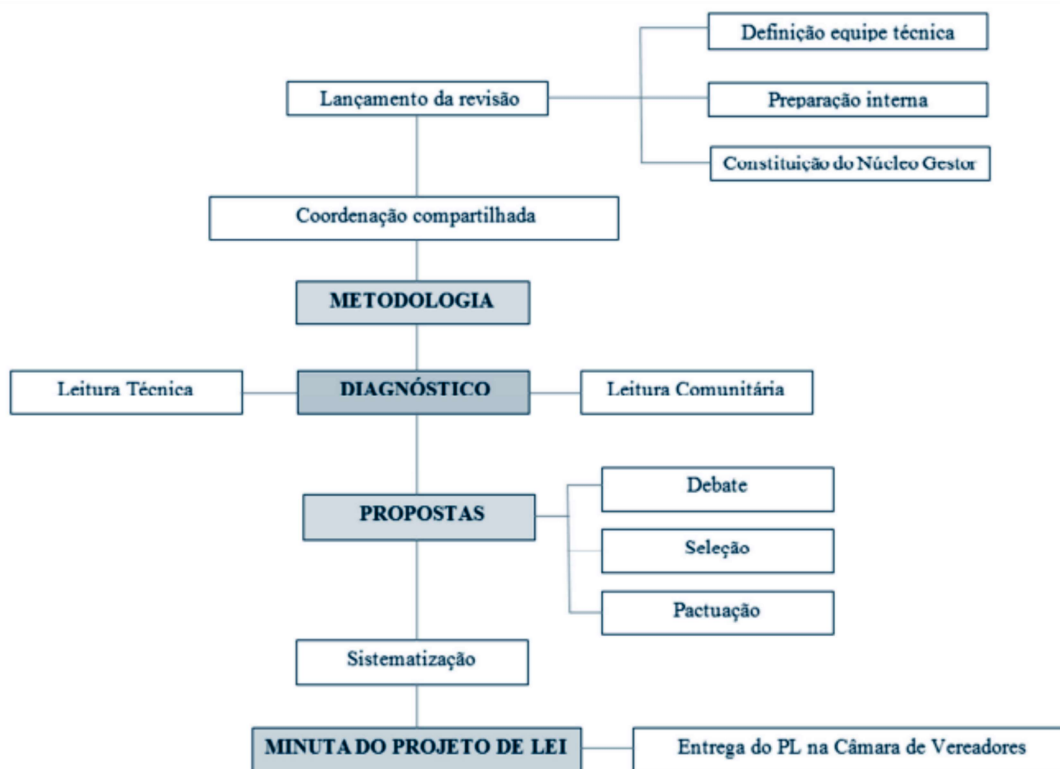 Definição equipe técnica
Lançamento da revisão
Preparação interna
Constituição do Núcleo Gestor
Coordenação compartilhada
METODOLOGIA
Leitura Técnica
DIAGNÓSTICO
Leitura Comunitária
Debate
PROPOSTAS
Seleção
Pactuação
Sistematização
MINUTA DO PROJETO DE LEI
Entrega do PL na Câmara de Vereadores